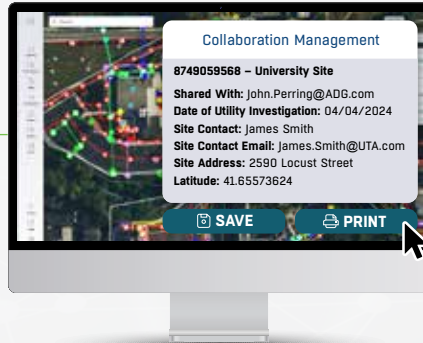 Collaboration Management
8749059568 – University Site
Shared With: John.Perring@ADG.com
Date of Utility Investigation: 04/04/2024
Site Contact: James Smith
Site Contact Email: James.Smith@UTA.com
Site Address: 2590 Locust Street
Latitude: 41.65573624
SAVE
PRINT